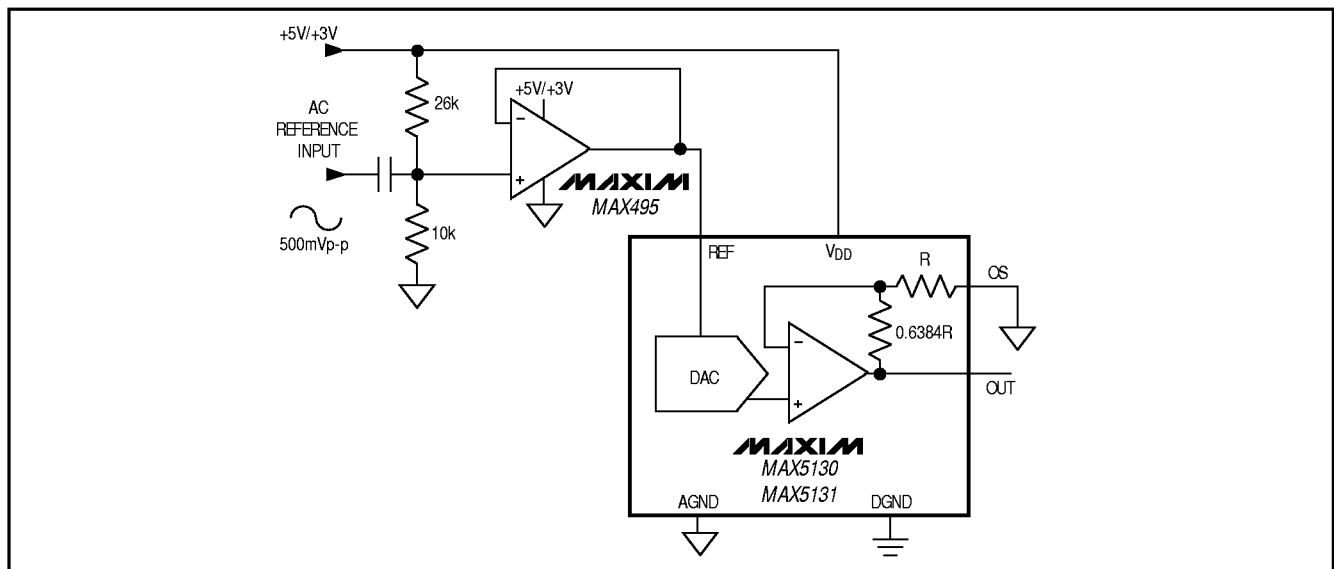 +5V/+3V
26k
AC
REFERENCE
INPUT
500mVp-p
10k
+5V/+3V
−
+
MAXIM
MAX495
REF
VDD
R
OS
0.6384R
DAC
−
+
OUT
MAXIM
MAX5130
MAX5131
AGND
DGND